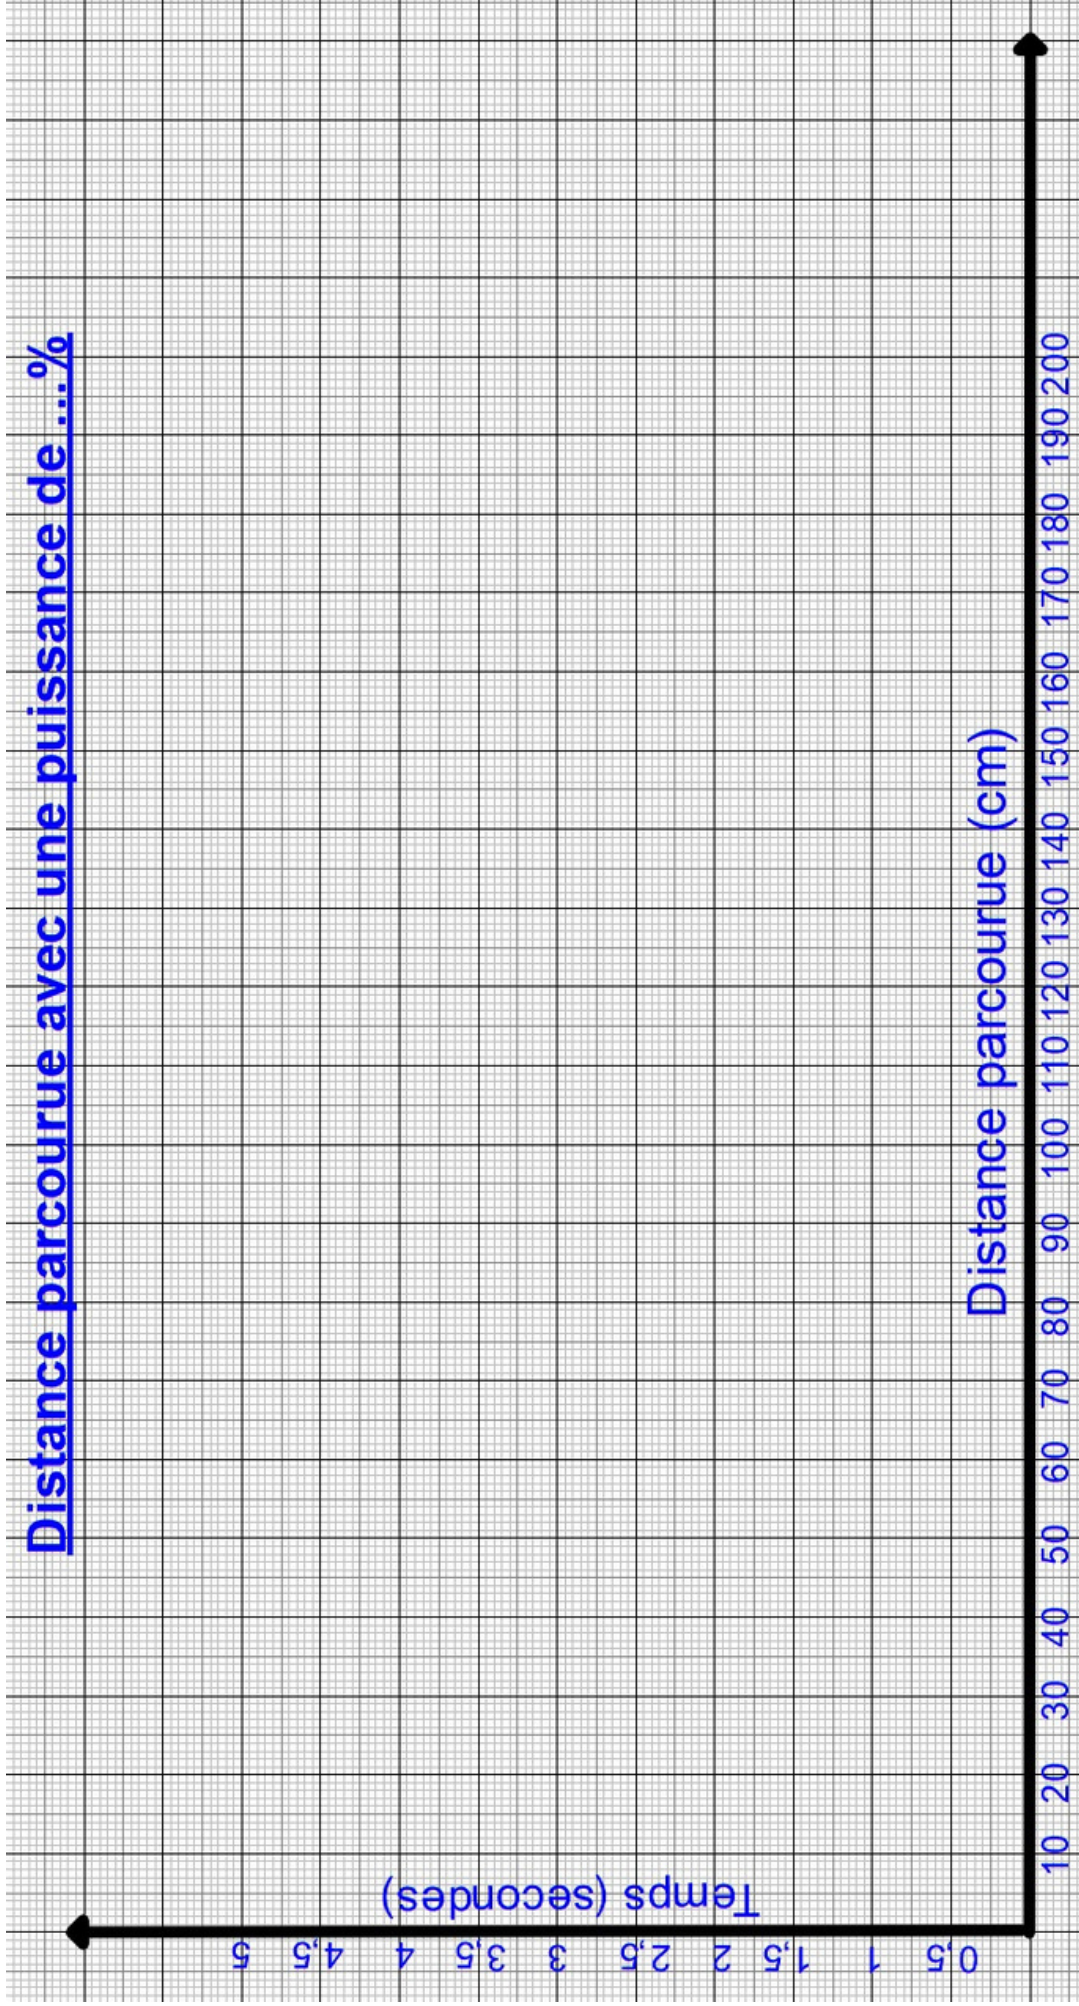 Distance parcourue avec une puissance de ...%
Temps (secondes)
5
4,5
4
3,5
3
2,5
2
1,5
1
0,5
Distance parcourue (cm)
10 20 30 40 50 60 70 80 90 100 110 120 130 140 150 160 170 180 190 200